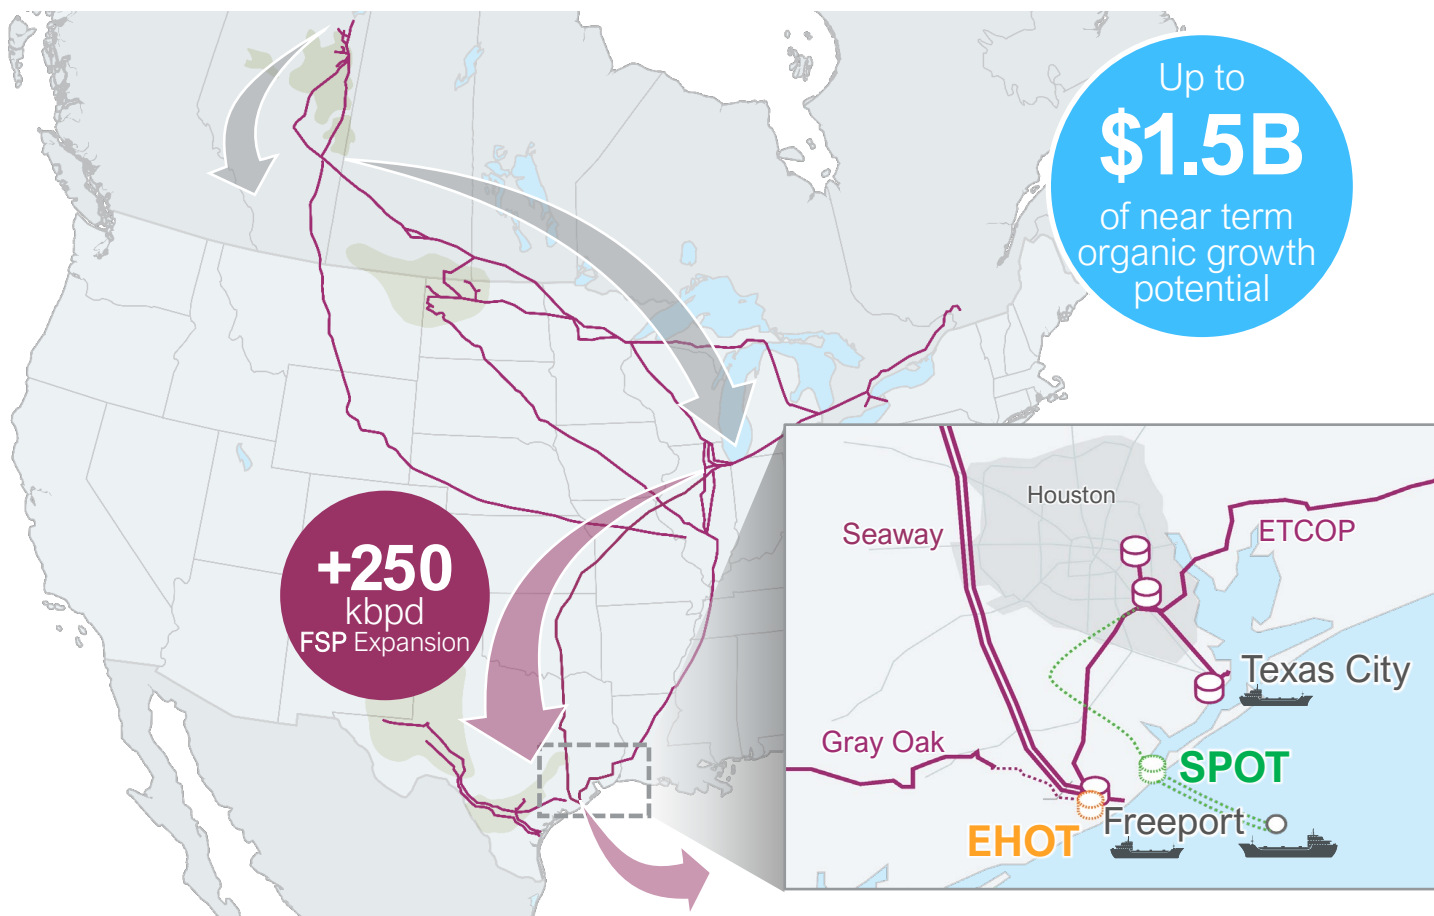 Up to
$1.5B
of near term
organic growth
potential
+250
kbpd
FSP Expansion
Houston
Seaway
ETCOP
Texas City
Gray Oak
SPOT
EHOT
Freeport